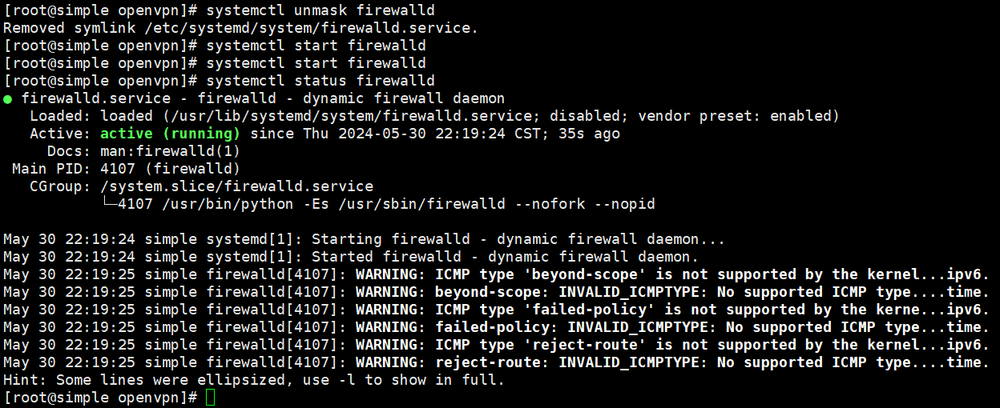 [root@simple openvpn]# systemctl unmask firewalld
Removed symlink /etc/systemd/system/firewalld.service.
[root@simple openvpn]# systemctl start firewalld
[root@simple openvpn]# systemctl start firewalld
[root@simple openvpn]# systemctl status firewalld
● firewalld.service - firewalld - dynamic firewall daemon
   Loaded: loaded (/usr/lib/systemd/system/firewalld.service; disabled; vendor preset: enabled)
   Active: active (running) since Thu 2024-05-30 22:19:24 CST; 35s ago
     Docs: man:firewalld(1)
 Main PID: 4107 (firewalld)
   CGroup: /system.slice/firewalld.service
           └─4107 /usr/bin/python -Es /usr/sbin/firewalld --nofork --nopid
May 30 22:19:24 simple systemd[1]: Starting firewalld - dynamic firewall daemon...
May 30 22:19:24 simple systemd[1]: Started firewalld - dynamic firewall daemon.
May 30 22:19:25 simple firewalld[4107]: WARNING: ICMP type 'beyond-scope' is not supported by the kernel...ipv6.
May 30 22:19:25 simple firewalld[4107]: WARNING: beyond-scope: INVALID_ICMPTYPE: No supported ICMP type....time.
May 30 22:19:25 simple firewalld[4107]: WARNING: ICMP type 'failed-policy' is not supported by the kerne...ipv6.
May 30 22:19:25 simple firewalld[4107]: WARNING: failed-policy: INVALID_ICMPTYPE: No supported ICMP type...time.
May 30 22:19:25 simple firewalld[4107]: WARNING: ICMP type 'reject-route' is not supported by the kernel...ipv6.
May 30 22:19:25 simple firewalld[4107]: WARNING: reject-route: INVALID_ICMPTYPE: No supported ICMP type....time.
Hint: Some lines were ellipsized, use -l to show in full.
[root@simple openvpn]#